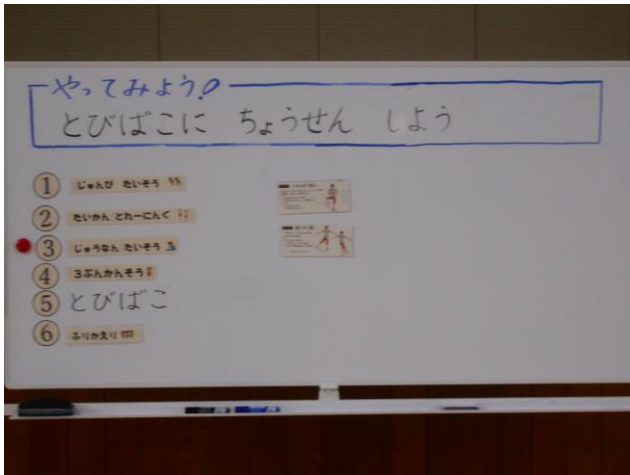 やってみよう!
とびばこに ちょうせん しよう
① じゅんび たいそう
② たいかん とれーにんぐ
③ じゅうなん たいそう
④ 3ぷんかんそう
⑤ とびばこ
⑥ ふりかえり